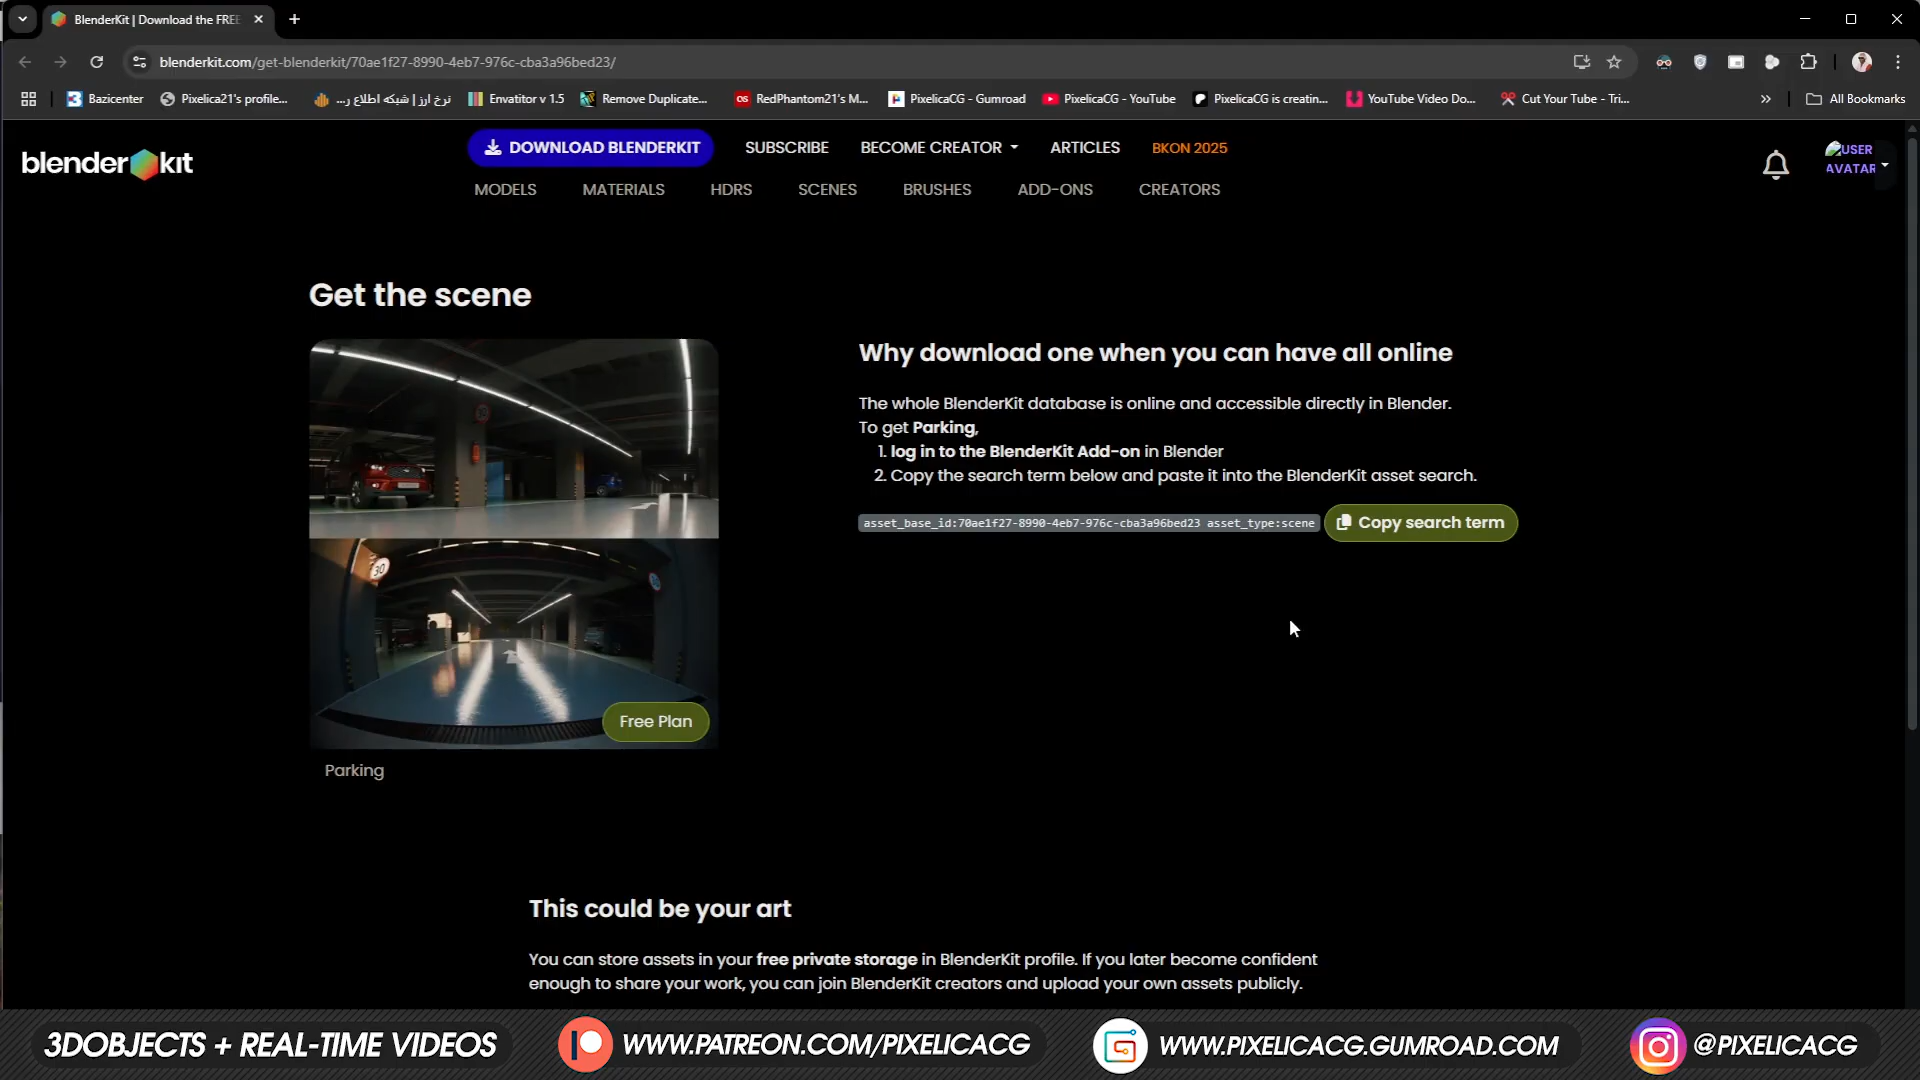 BlenderKit | Download the FREE
blenderkit.com/get-blenderkit/70ae1f27-8990-4eb7-976c-cba3a96bed23/
Bazicenter
Pixelica21's profile...
نرخ ارز | شبکه اطلاع ر...
Envatitor v 1.5
Remove Duplicate...
RedPhantom21's M...
PixelicaCG - Gumroad
PixelicaCG - YouTube
PixelicaCG is creatin...
YouTube Video Do...
Cut Your Tube - Tri...
All Bookmarks
blenderkit
DOWNLOAD BLENDERKIT
SUBSCRIBE
BECOME CREATOR
ARTICLES
BKON 2025
USER
AVATAR
MODELS
MATERIALS
HDRS
SCENES
BRUSHES
ADD-ONS
CREATORS
Get the scene
30
Free Plan
Parking
Why download one when you can have all online
The whole BlenderKit database is online and accessible directly in Blender.
To get Parking,
1. log in to the BlenderKit Add-on in Blender
2. Copy the search term below and paste it into the BlenderKit asset search.
asset_base_id:70ae1f27-8990-4eb7-976c-cba3a96bed23 asset_type:scene
Copy search term
This could be your art
You can store assets in your free private storage in BlenderKit profile. If you later become confident
enough to share your work, you can join BlenderKit creators and upload your own assets publicly.
3DOBJECTS + REAL-TIME VIDEOS
WWW.PATREON.COM/PIXELICACG
WWW.PIXELICACG.GUMROAD.COM
@PIXELICACG